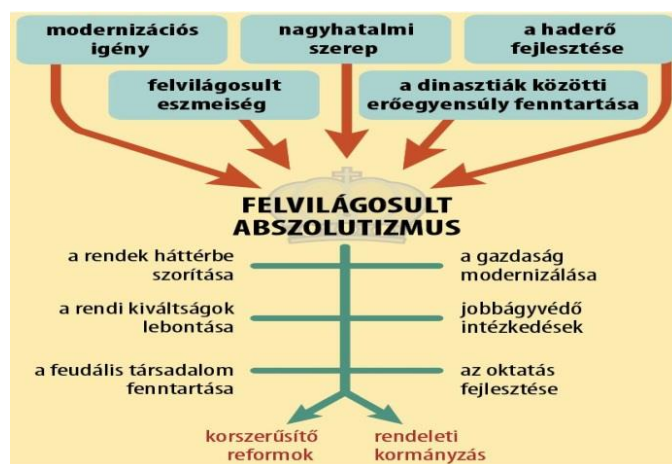 modernizációs
igény
nagyhatalmi
szerep
a haderő
fejlesztése
felvilágosult
eszmeiség
a dinasztiák közötti
erőegyensúly fenntartása
FELVILÁGOSULT
ABSZOLUTIZMUS
a rendek háttérbe
szorítása
a gazdaság
modernizálása
a rendi kiváltságok
lebontása
jobbágyvédő
intézkedések
a feudális társadalom
fenntartása
az oktatás
fejlesztése
korszerűsítő
reformok
rendeleti
kormányzás